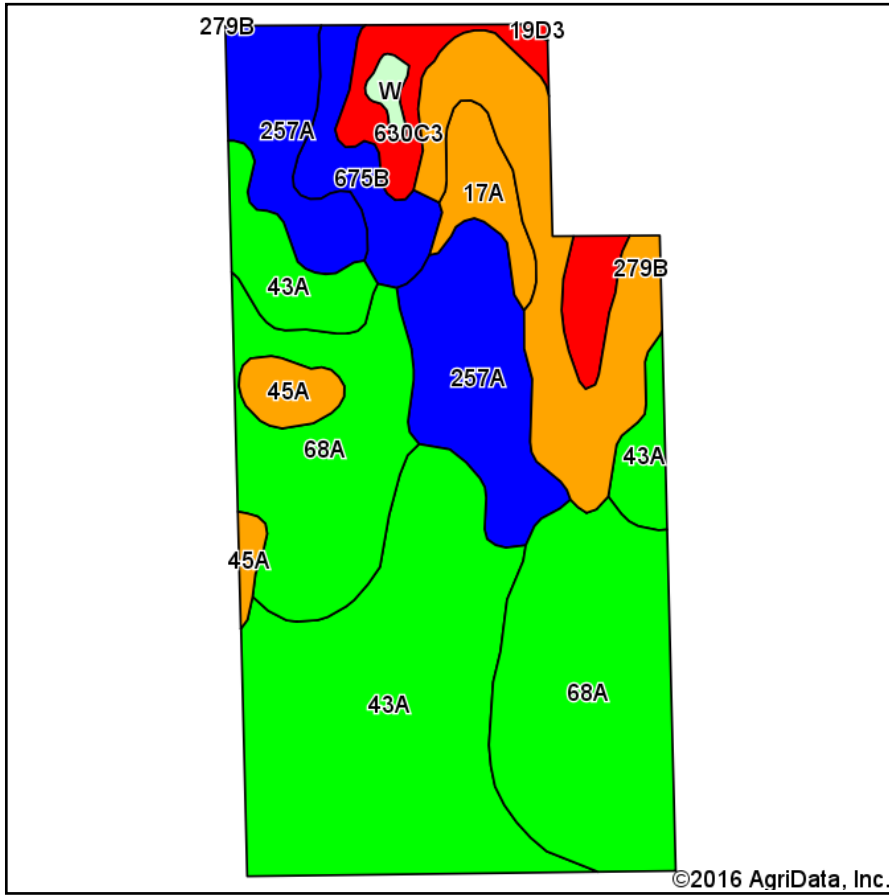 279B
19D3
W
257A
630C3
675B
17A
279B
43A
257A
45A
68A
43A
45A
68A
43A
©2016 AgriData, Inc.